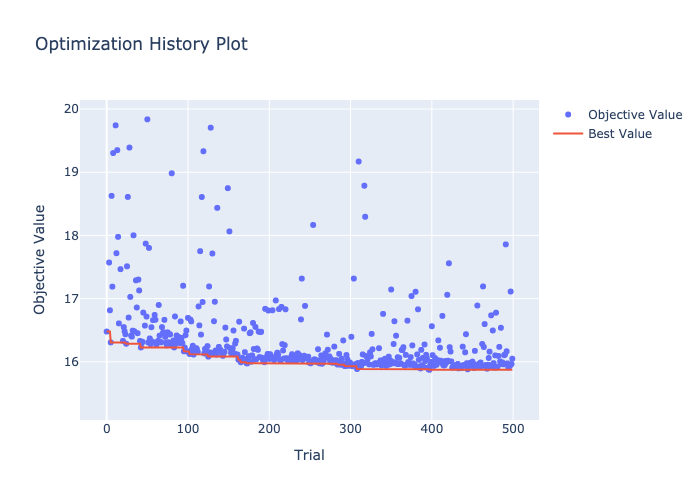 Optimization History Plot
Objective Value
Best Value
20
19
18
17
16
Objective Value
0 100 200 300 400 500
Trial